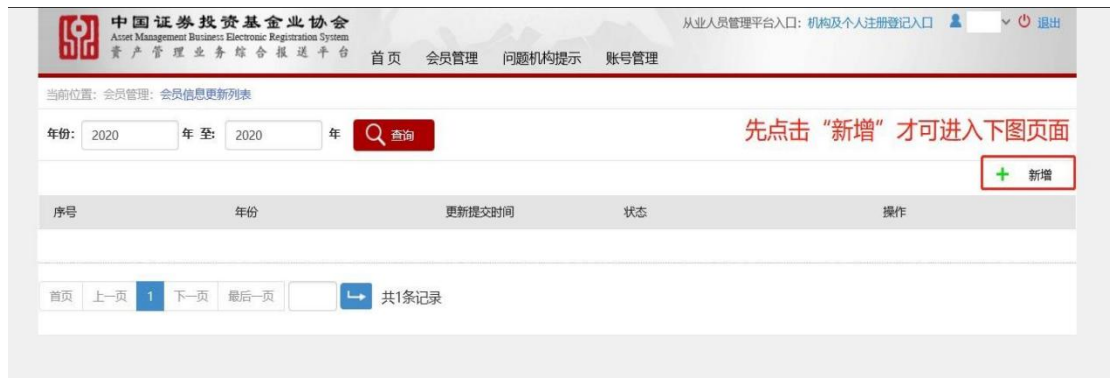 中国证券投资基金业协会
Asset Management Business Electronic Registration System
资产管理业务综合报送平台
首页 会员管理 问题机构提示 账号管理
从业人员管理平台入口：机构及个人注册登记入口 退出
当前位置：会员管理：会员信息更新列表
年份： 2020 年 至： 2020 年 查询
先点击“新增”才可进入下图页面
+ 新增
序号 年份 更新提交时间 状态 操作
首页 上一页 1 下一页 最后一页 共1条记录